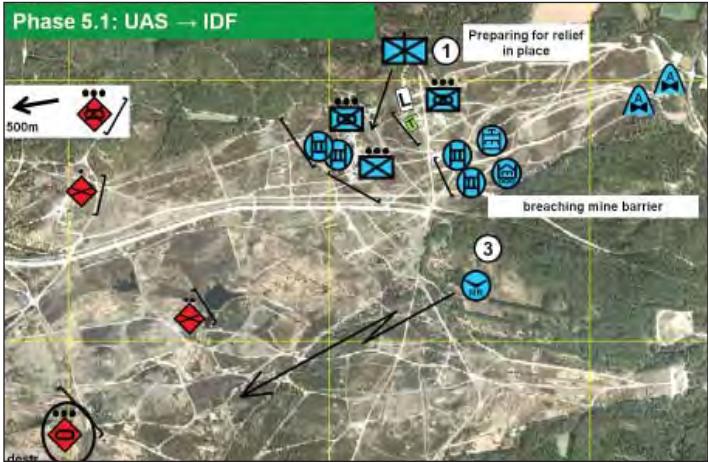 Phase 5.1: UAS → IDF
1
Preparing for relief
in place
L
A
A
500m
breaching mine barrier
3
destr.